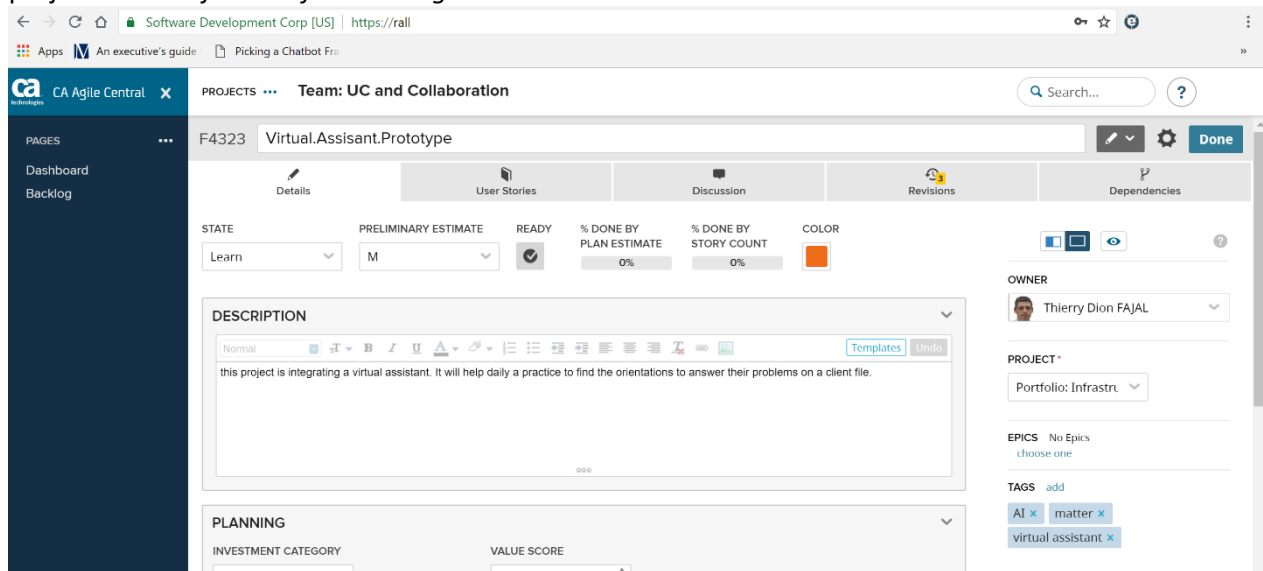 Software Development Corp [US] | https://rall
Apps An executive's guide Picking a Chatbot Fra »
ca technologies CA Agile Central X PROJECTS ••• Team: UC and Collaboration Search... ?
PAGES •••
Dashboard
Backlog
F4323 Virtual.Assisant.Prototype Done
Details User Stories Discussion 3 Revisions Dependencies
STATE PRELIMINARY ESTIMATE READY % DONE BY PLAN ESTIMATE % DONE BY STORY COUNT COLOR
Learn M 0% 0%
OWNER
Thierry Dion FAJAL
DESCRIPTION
Normal T B I U A Templates Undo
this project is integrating a virtual assistant. It will help daily a practice to find the orientations to answer their problems on a client file.
PROJECT *
Portfolio: Infrastru
EPICS No Epics
choose one
TAGS add
AI × matter ×
virtual assistant ×
PLANNING
INVESTMENT CATEGORY VALUE SCORE